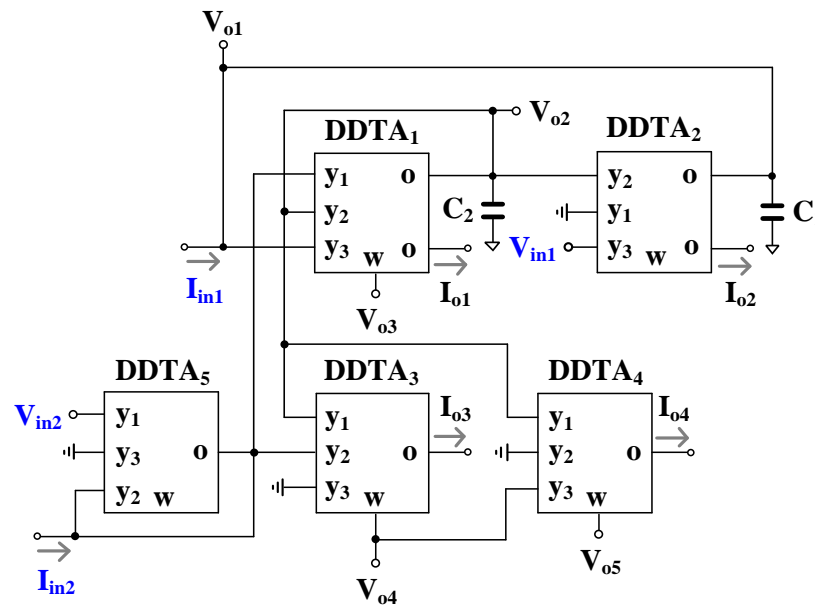 Vo1
Vo2
DDTA1
DDTA2
y1 o
y2
y3 o
w
C2
y2 o
y1
y3 o
w
C
Vin1
Iin1
Io1
Io2
Vo3
DDTA5
DDTA3
DDTA4
Io3
Io4
Vin2
y1
y3 o
y2 w
y1
y2 o
y3
w
y1
y2 o
y3
w
Iin2
Vo4
Vo5